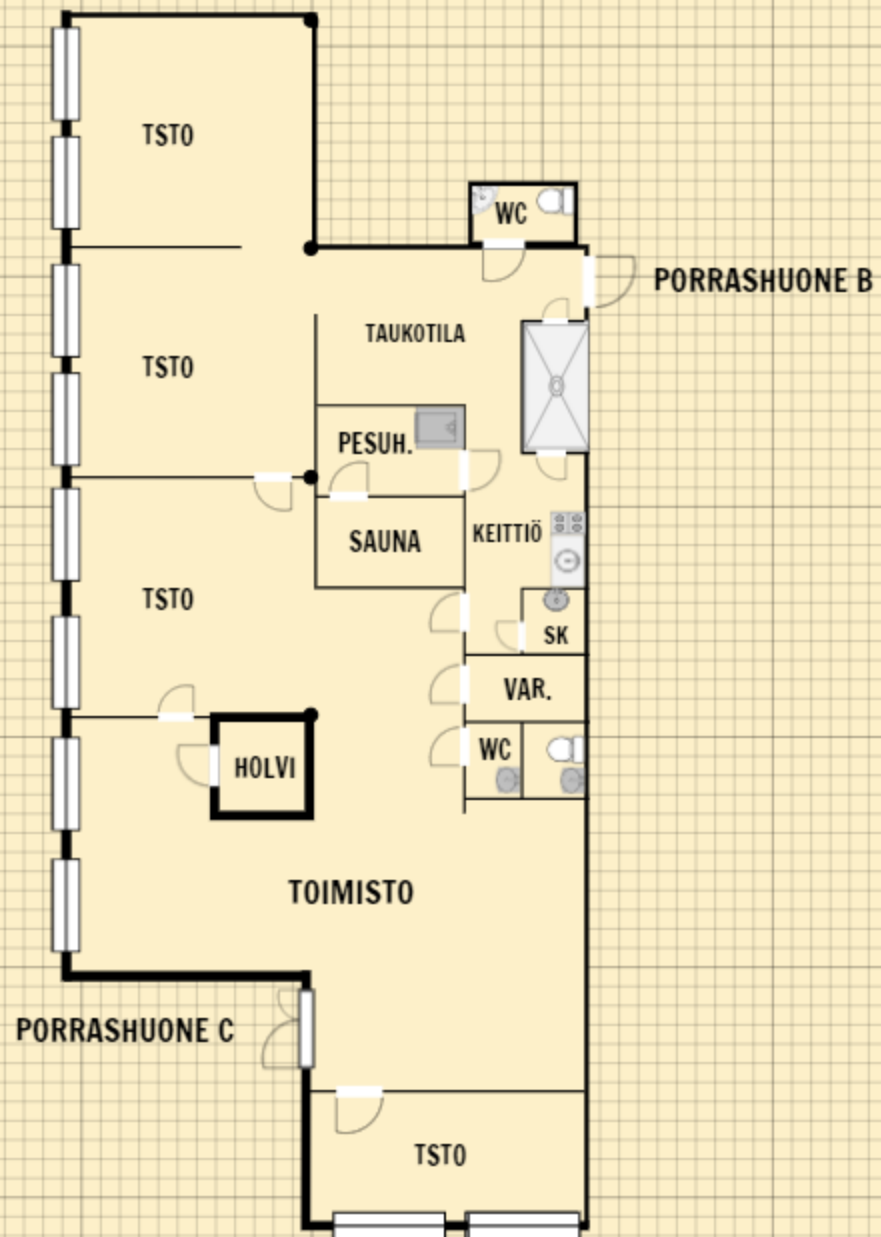 TSTO
WC
PORRASHUONE B
TAUKOTILA
TSTO
PESUH.
KEITTIÖ
SAUNA
TSTO
SK
VAR.
WC
HOLVI
TOIMISTO
PORRASHUONE C
TSTO